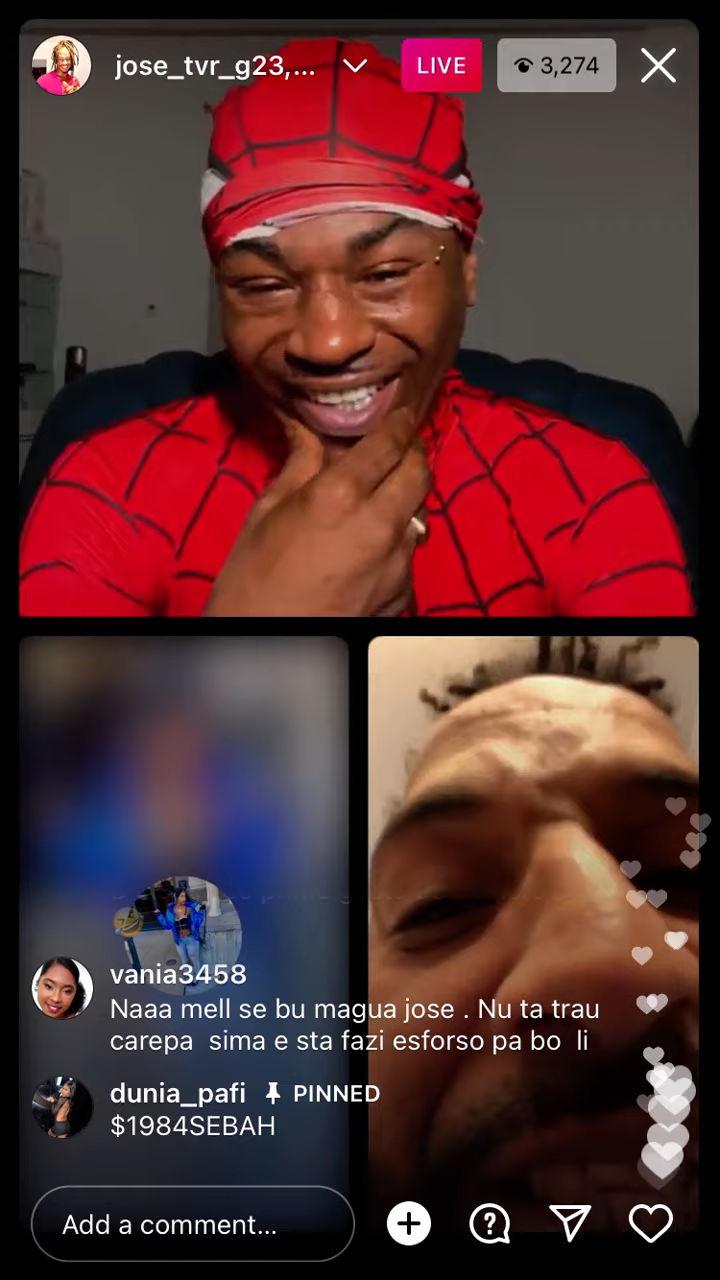 jose_tvr_g23,...
LIVE
3,274
vania3458
Naaa mell se bu magua jose . Nu ta trau
carepa sima e sta fazi esforso pa bo li
dunia_pafi PINNED
$1984SEBAH
Add a comment...